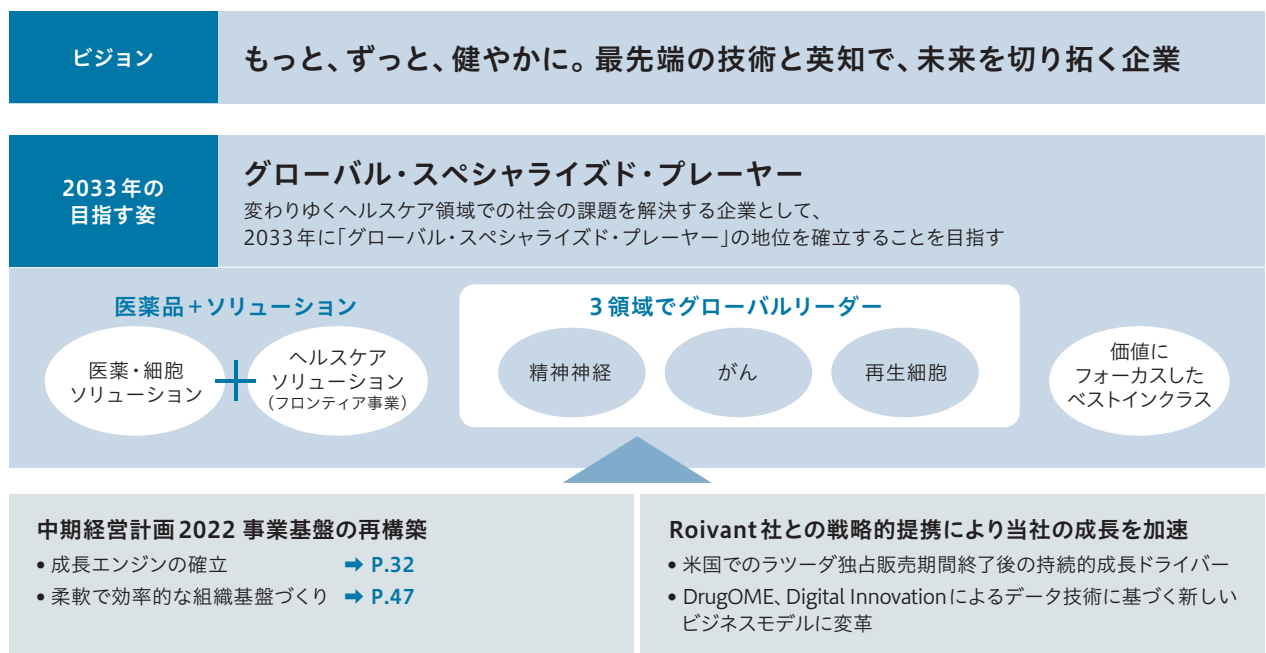 ビジョン
もっと、ずっと、健やかに。最先端の技術と英知で、未来を切り拓く企業
2033年の
目指す姿
グローバル・スペシャライズド・プレーヤー
変わりゆくヘルスケア領域での社会の課題を解決する企業として、
2033年に「グローバル・スペシャライズド・プレーヤー」の地位を確立することを目指す
医薬品+ソリューション
医薬・細胞
ソリューション
+
ヘルスケア
ソリューション
(フロンティア事業)
3領域でグローバルリーダー
精神神経
がん
再生細胞
価値に
フォーカスした
ベストインクラス
中期経営計画2022 事業基盤の再構築
• 成長エンジンの確立 ➡ P.32
• 柔軟で効率的な組織基盤づくり ➡ P.47
Roivant社との戦略的提携により当社の成長を加速
• 米国でのラツーダ独占販売期間終了後の持続的成長ドライバー
• DrugOME、Digital Innovationによるデータ技術に基づく新しい
ビジネスモデルに変革